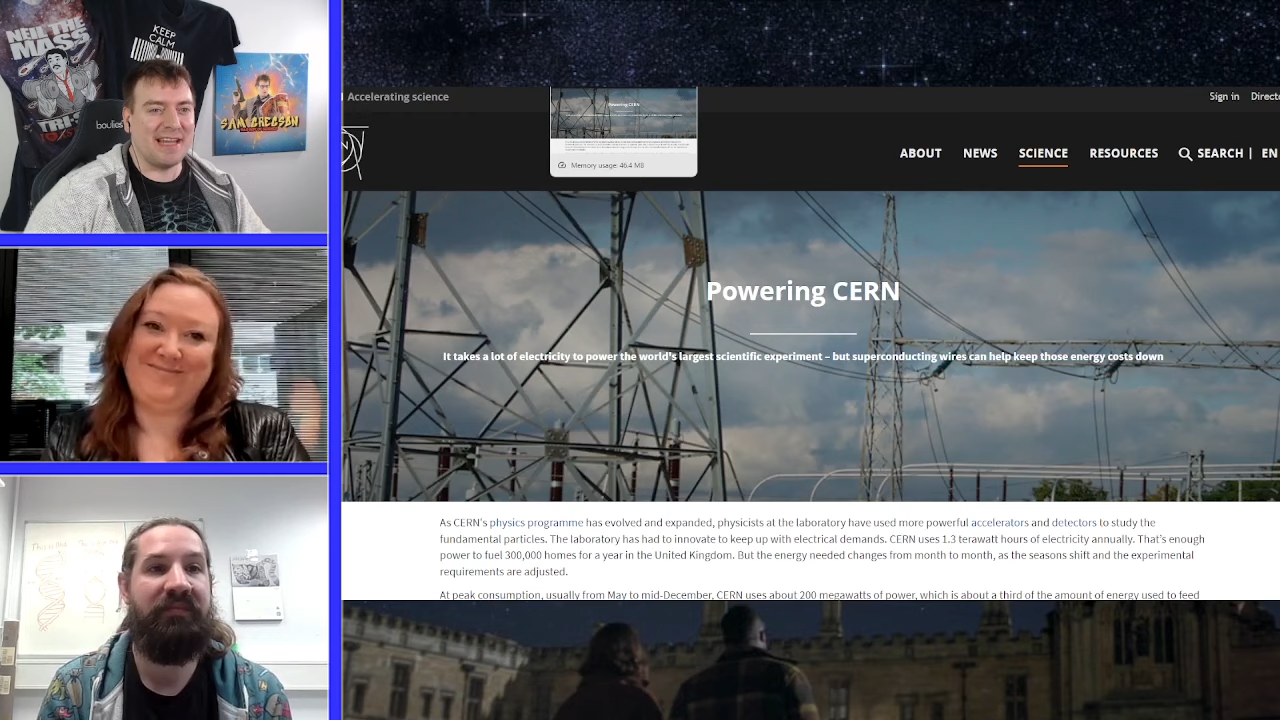 NEIL THE
MASS
KEEP
CALM
boulies
SAM GREGSON
Accelerating science
Powering CERN
Memory usage: 46.4 MB
Sign in
ABOUT
NEWS
SCIENCE
RESOURCES
SEARCH |
EN
Powering CERN
It takes a lot of electricity to power the world's largest scientific experiment – but superconducting wires can help keep those energy costs down
As CERN's physics programme has evolved and expanded, physicists at the laboratory have used more powerful accelerators and detectors to study the
fundamental particles. The laboratory has had to innovate to keep up with electrical demands. CERN uses 1.3 terawatt hours of electricity annually. That's enough
power to fuel 300,000 homes for a year in the United Kingdom. But the energy needed changes from month to month, as the seasons shift and the experimental
requirements are adjusted.
At peak consumption, usually from May to mid-December, CERN uses about 200 megawatts of power, which is about a third of the amount of energy used to feed